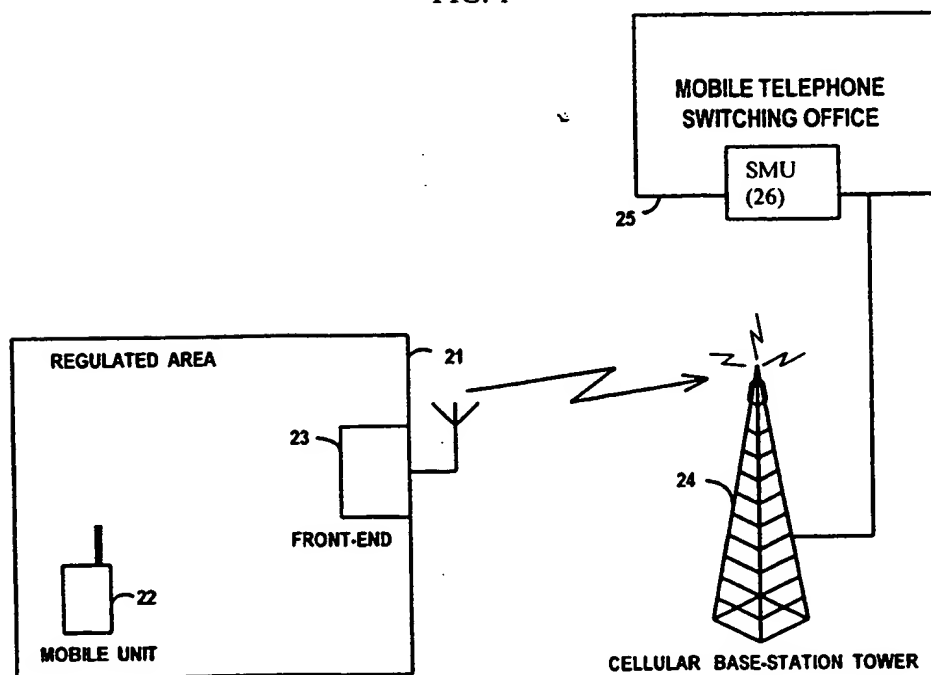 MOBILE TELEPHONE
SWITCHING OFFICE
SMU
(26)
25
REGULATED AREA
21
23
24
FRONT-END
22
MOBILE UNIT
CELLULAR BASE-STATION TOWER